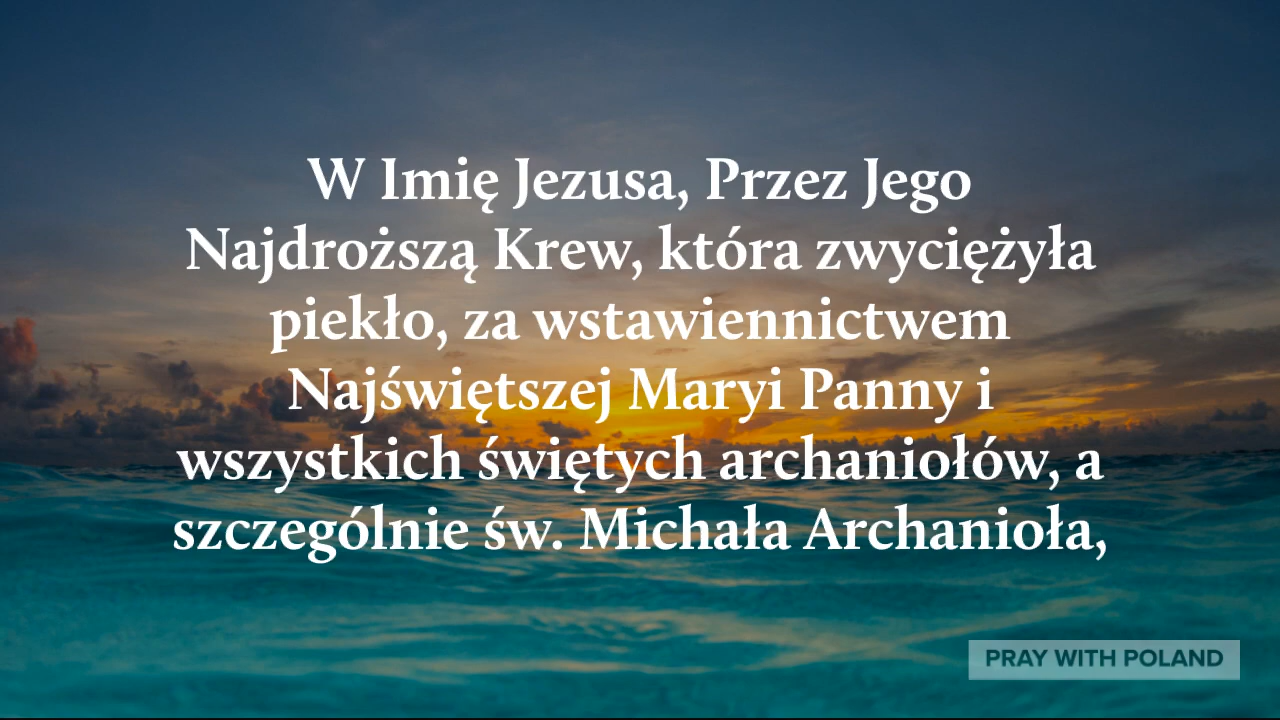 W Imię Jezusa, Przez Jego
Najdroższą Krew, która zwyciężyła
piekło, za wstawiennictwem
Najświętszej Maryi Panny i
wszystkich świętych archaniołów, a
szczególnie św. Michała Archanioła,
PRAY WITH POLAND